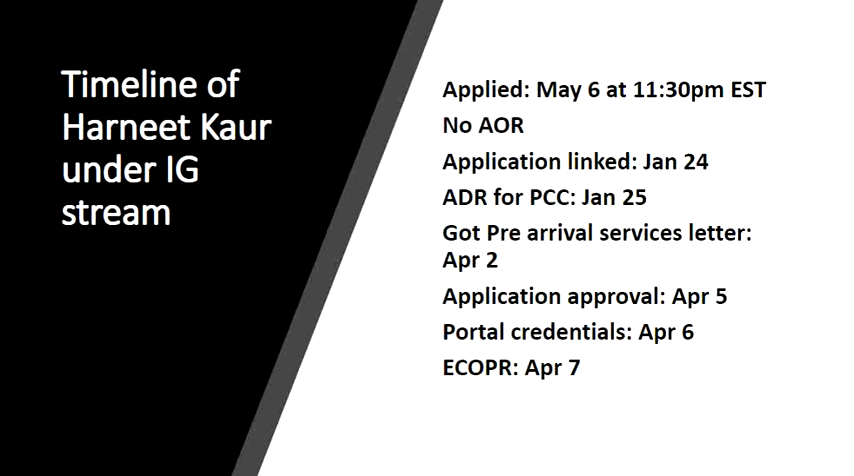 Timeline of
Harneet Kaur
under IG
stream
Applied: May 6 at 11:30pm EST
No AOR
Application linked: Jan 24
ADR for PCC: Jan 25
Got Pre arrival services letter:
Apr 2
Application approval: Apr 5
Portal credentials: Apr 6
ECOPR: Apr 7